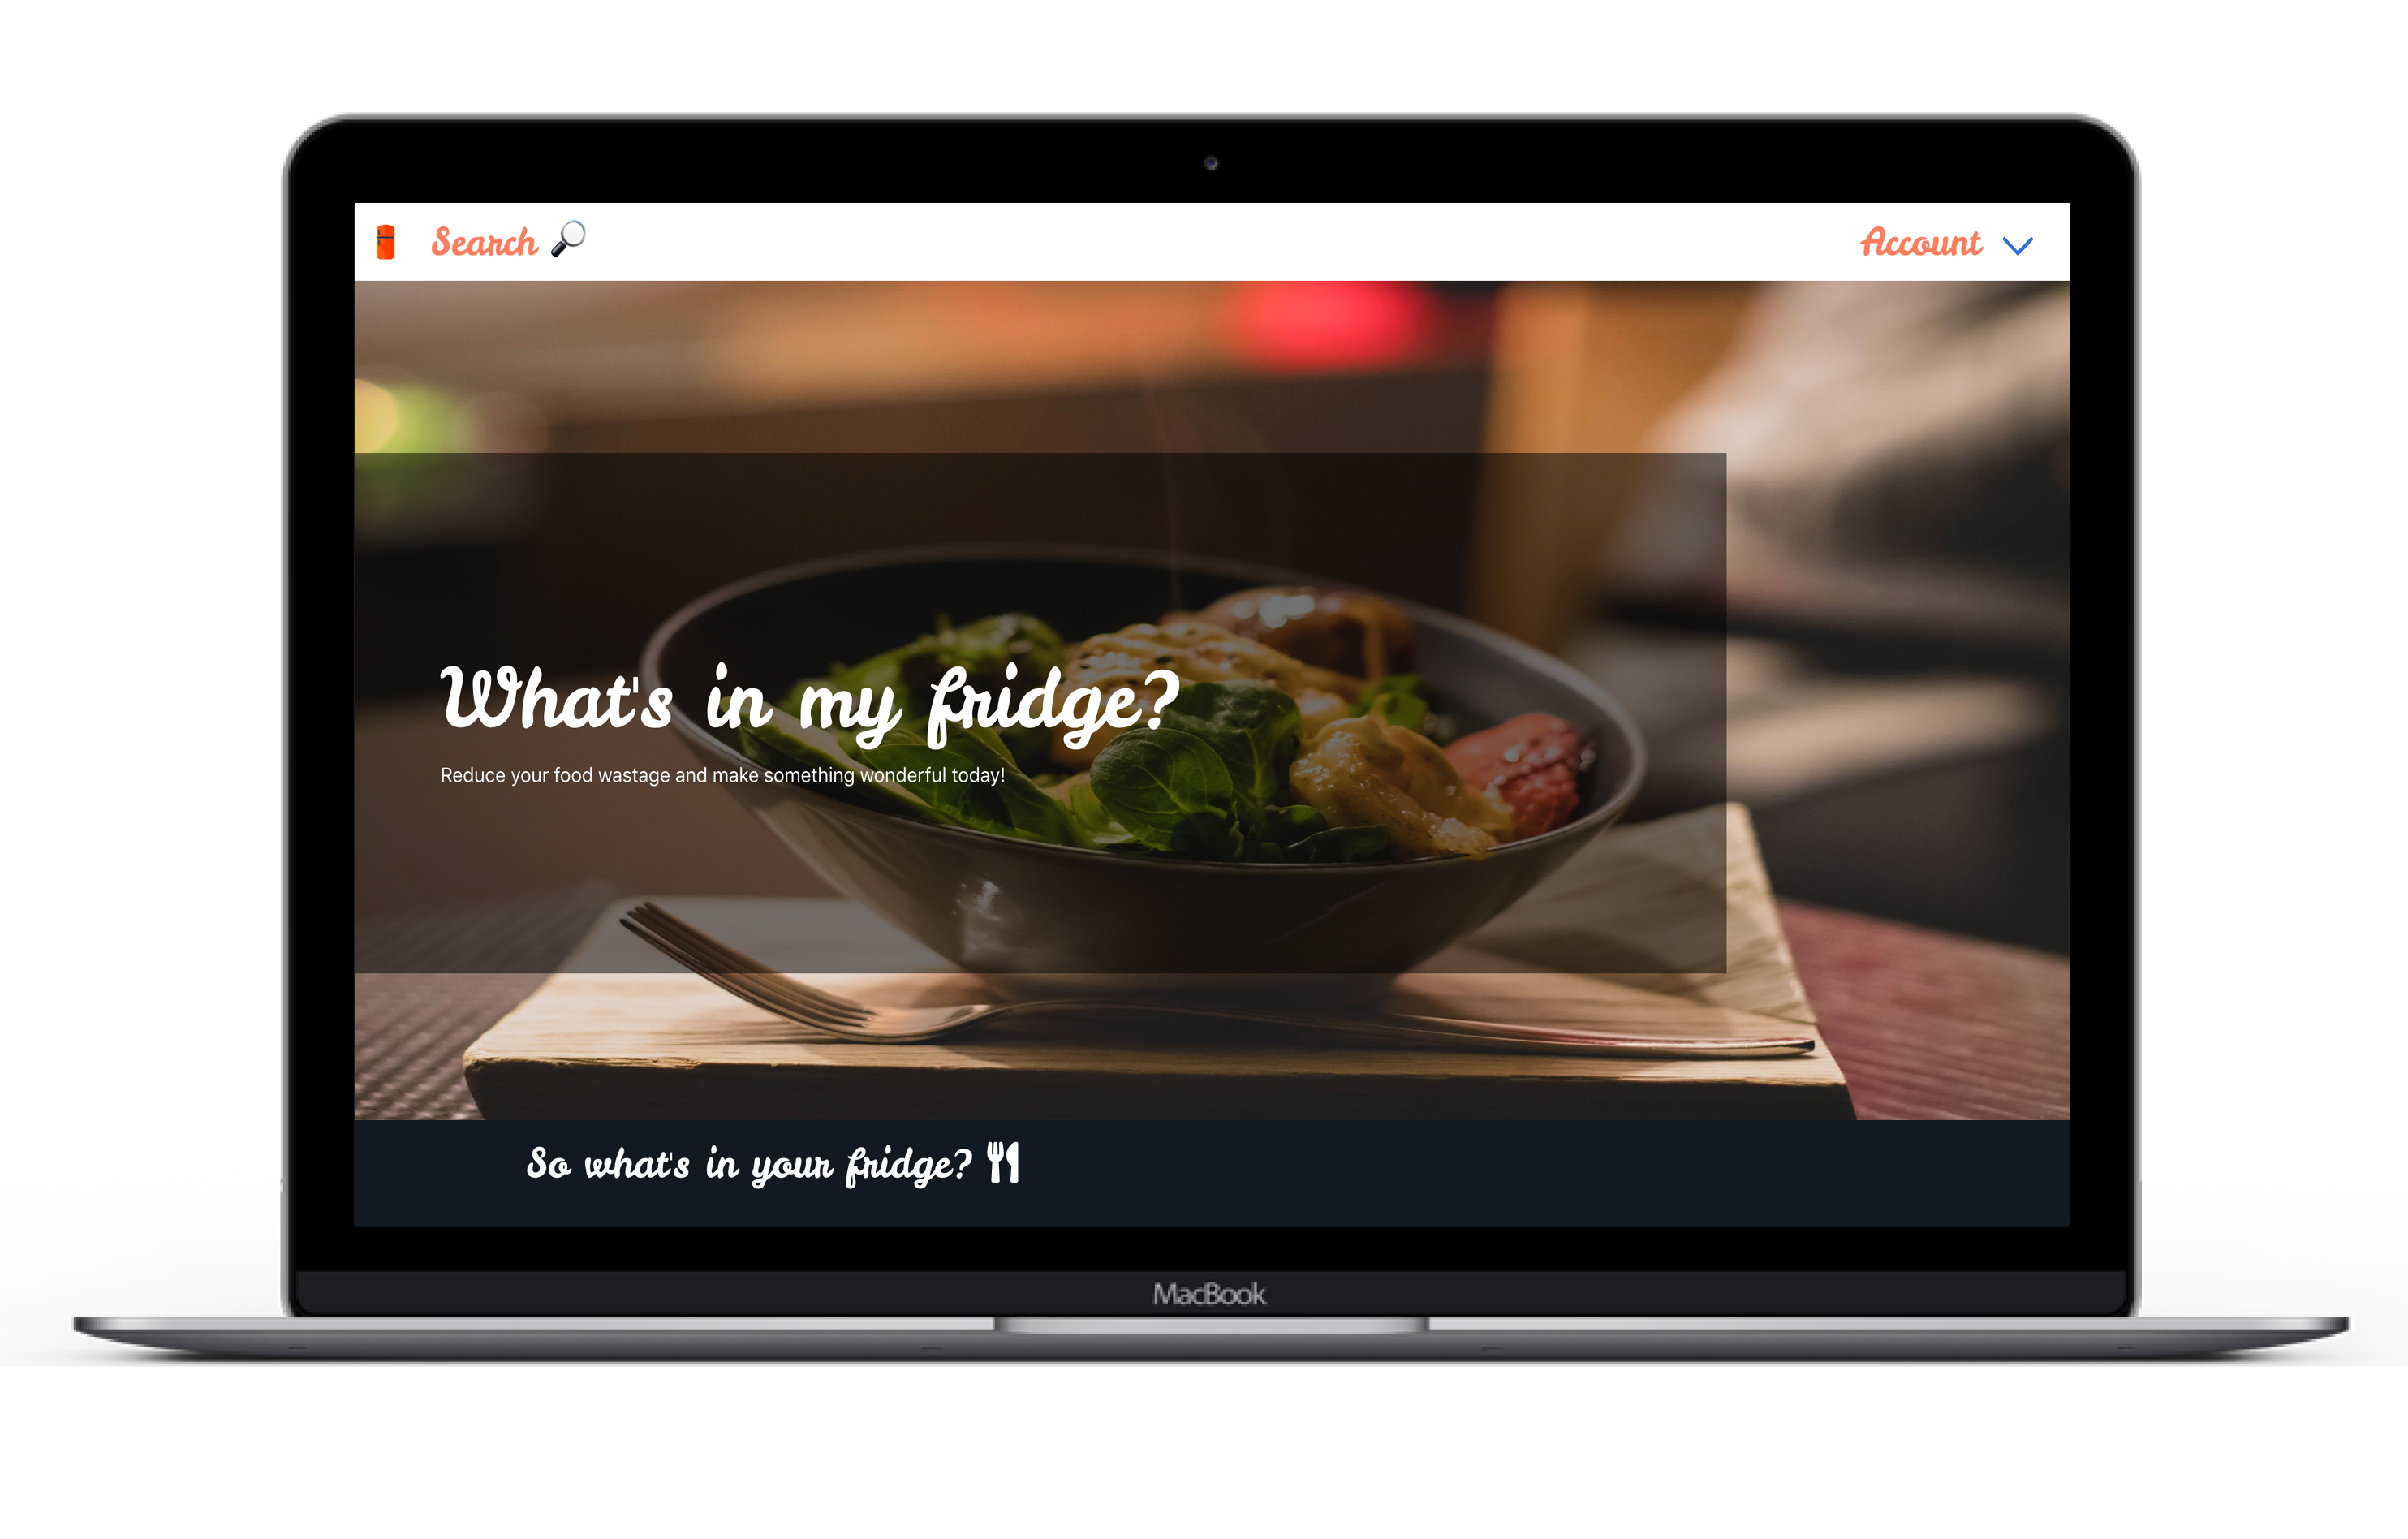 Search
Account
What's in my fridge?
Reduce your food wastage and make something wonderful today!
So what's in your fridge?
MacBook